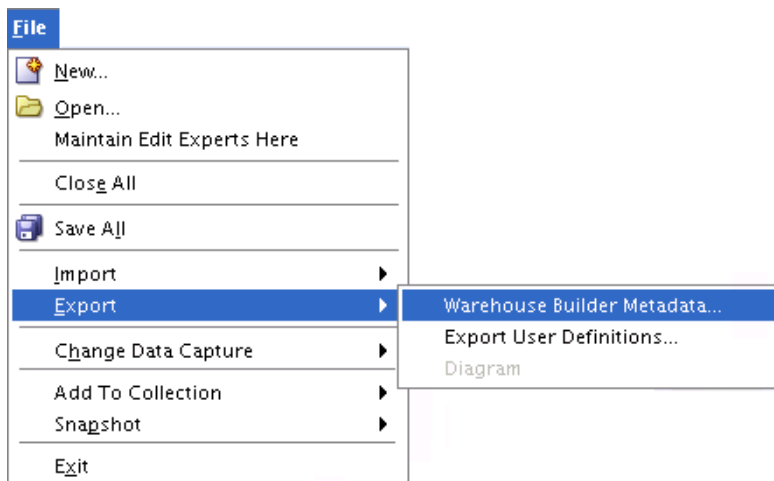 File
New...
Open...
Maintain Edit Experts Here
Close All
Save All
Import
Export
Warehouse Builder Metadata...
Export User Definitions...
Diagram
Change Data Capture
Add To Collection
Snapshot
Exit